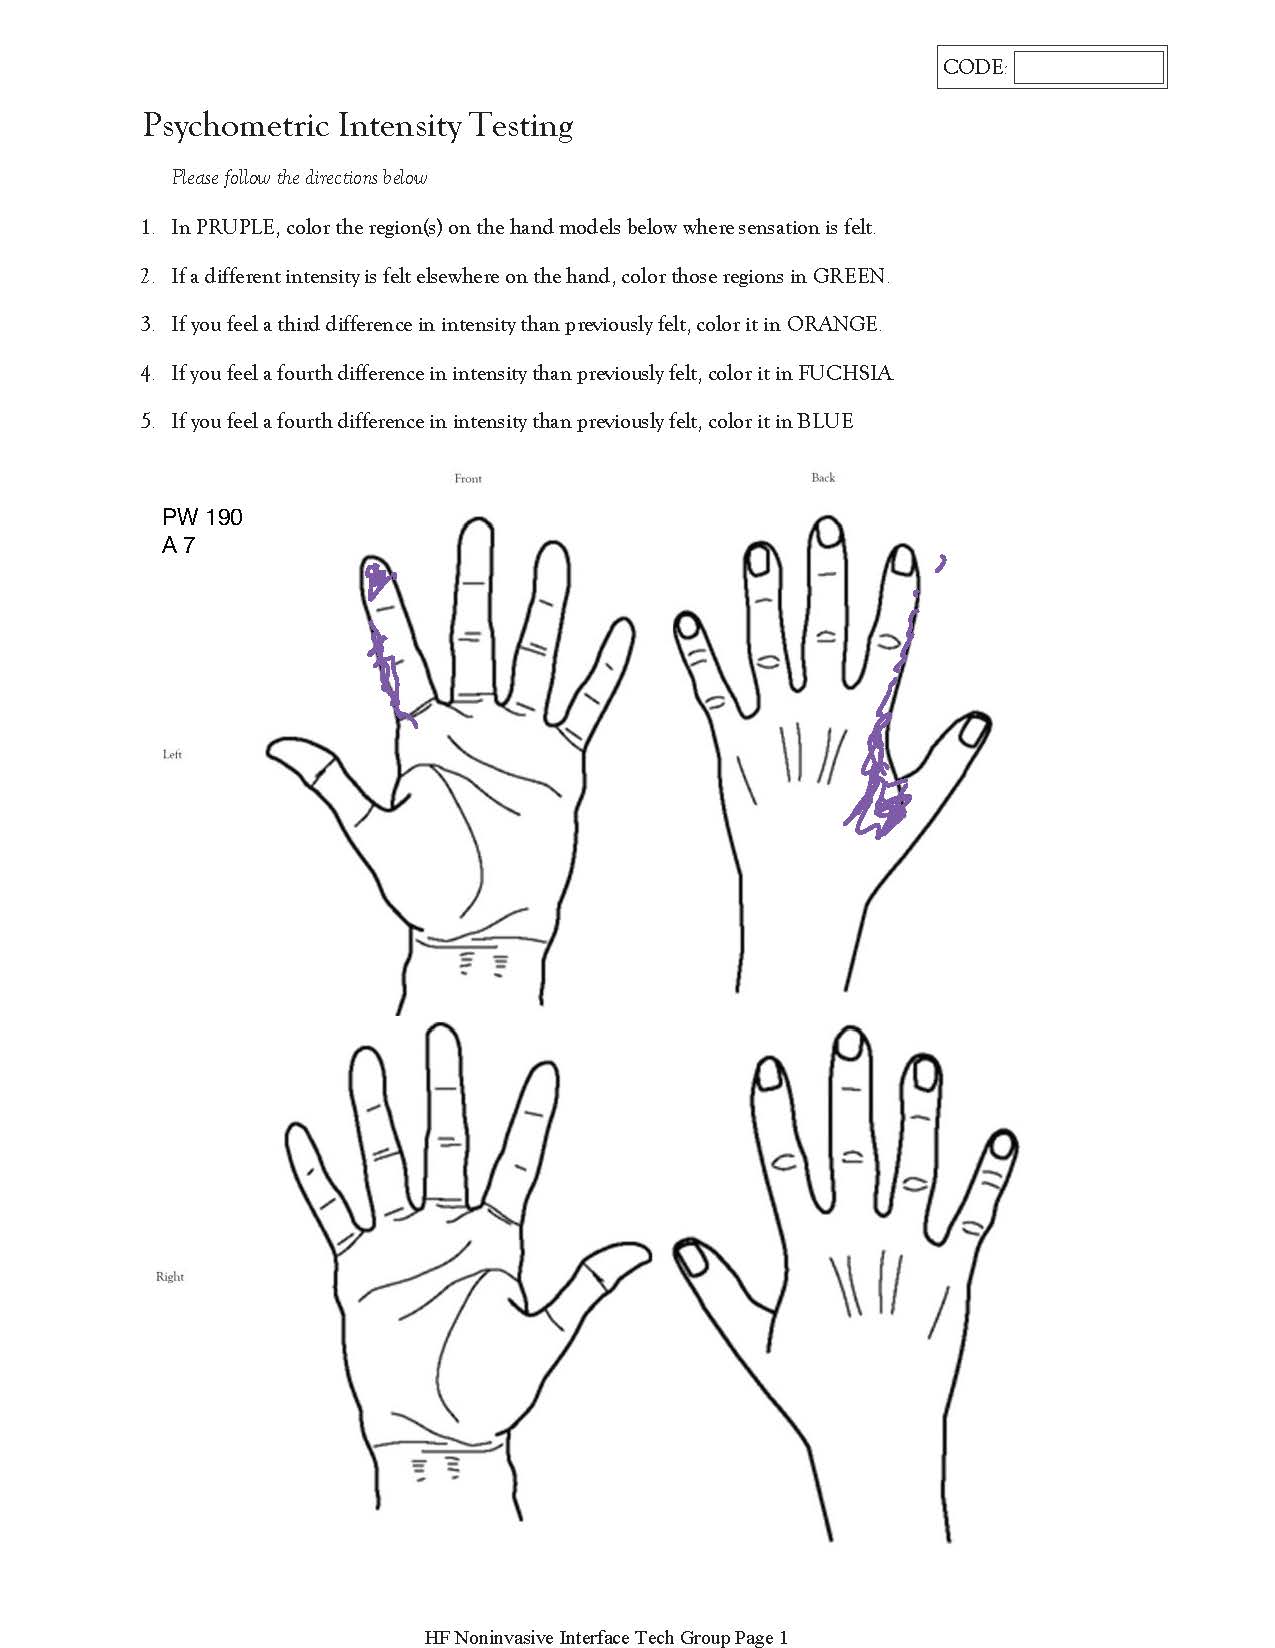 CODE:
Psychometric Intensity Testing
Please follow the directions below
1. In PRUPLE, color the region(s) on the hand models below where sensation is felt.
2. If a different intensity is felt elsewhere on the hand, color those regions in GREEN.
3. If you feel a third difference in intensity than previously felt, color it in ORANGE.
4. If you feel a fourth difference in intensity than previously felt, color it in FUCHSIA.
5. If you feel a fourth difference in intensity than previously felt, color it in BLUE
Front Back
PW 190
A 7
Left
Right
HF Noninvasive Interface Tech Group Page 1